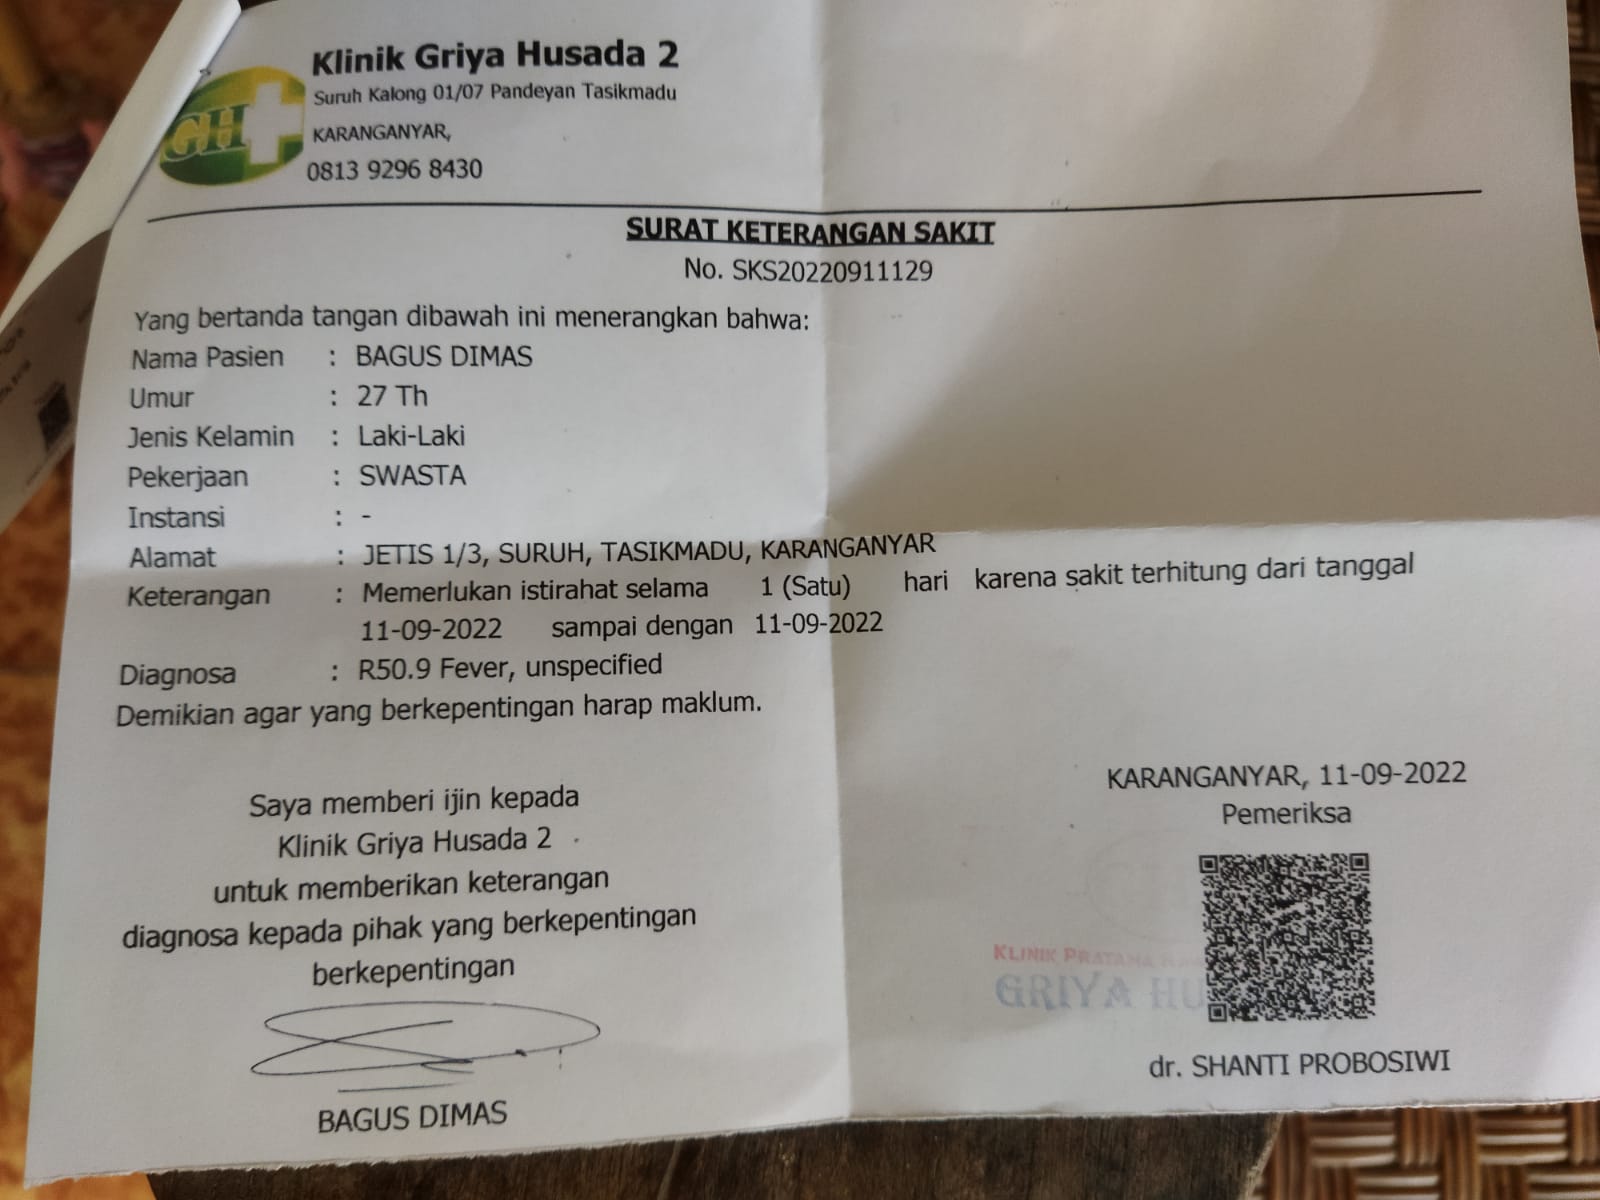 Klinik Griya Husada 2
Suruh Kalong 01/07 Pandeyan Tasikmadu
KARANGANYAR,
0813 9296 8430
GH
SURAT KETERANGAN SAKIT
No. SKS20220911129
Yang bertanda tangan dibawah ini menerangkan bahwa:
Nama Pasien : BAGUS DIMAS
Umur : 27 Th
Jenis Kelamin : Laki-Laki
Pekerjaan : SWASTA
Instansi : -
Alamat : JETIS 1/3, SURUH, TASIKMADU, KARANGANYAR
Keterangan : Memerlukan istirahat selama 1 (Satu) hari karena sakit terhitung dari tanggal
11-09-2022 sampai dengan 11-09-2022
Diagnosa : R50.9 Fever, unspecified
Demikian agar yang berkepentingan harap maklum.
Saya memberi ijin kepada
Klinik Griya Husada 2
untuk memberikan keterangan
diagnosa kepada pihak yang berkepentingan
berkepentingan
BAGUS DIMAS
KARANGANYAR, 11-09-2022
Pemeriksa
KLINIK PRATAMA
GRIYA HU
dr. SHANTI PROBOSIWI